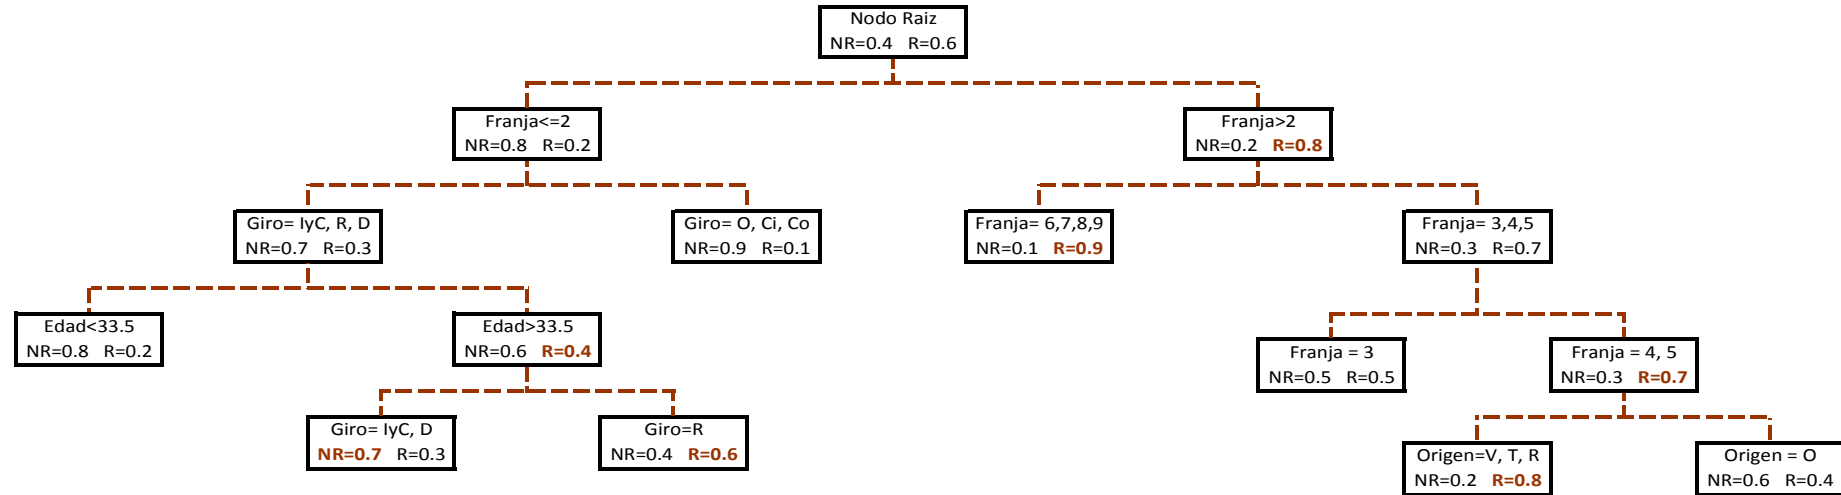 Nodo Raiz
NR=0.4 R=0.6
Franja<=2
NR=0.8 R=0.2
Franja>2
NR=0.2 R=0.8
Giro= IyC, R, D
NR=0.7 R=0.3
Giro= O, Ci, Co
NR=0.9 R=0.1
Franja= 6,7,8,9
NR=0.1 R=0.9
Franja= 3,4,5
NR=0.3 R=0.7
Edad<33.5
NR=0.8 R=0.2
Edad>33.5
NR=0.6 R=0.4
Franja = 3
NR=0.5 R=0.5
Franja = 4, 5
NR=0.3 R=0.7
Giro= IyC, D
NR=0.7 R=0.3
Giro=R
NR=0.4 R=0.6
Origen=V, T, R
NR=0.2 R=0.8
Origen = O
NR=0.6 R=0.4